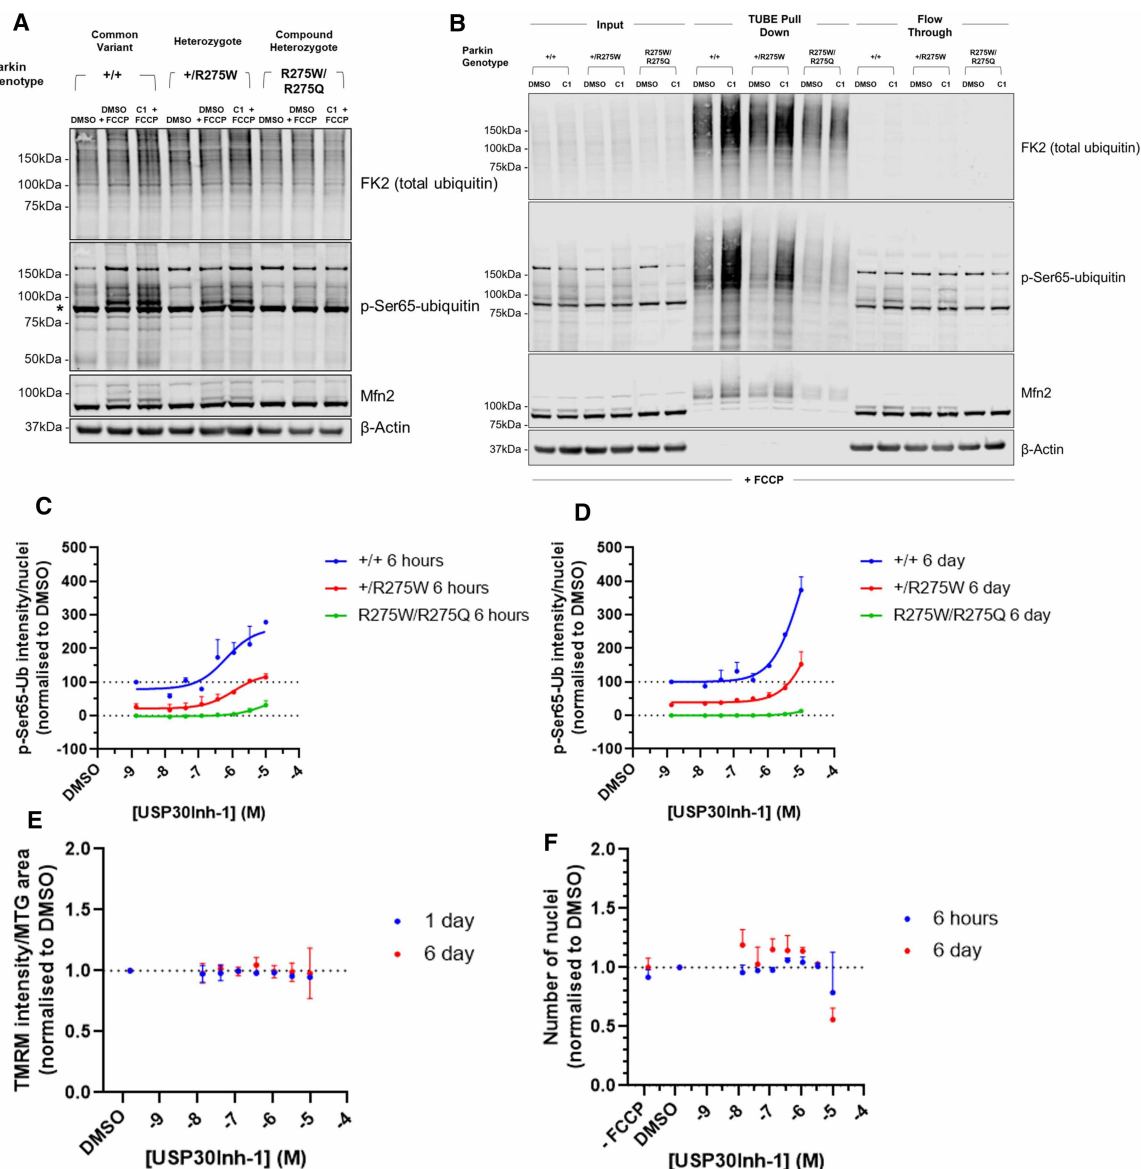 A
Common Variant
Heterozygote
Compound Heterozygote
arkin
enotype
+/+
+/R275W
R275W/ R275Q
DMSO
DMSO + FCCP
C1 + FCCP
DMSO
DMSO + FCCP
C1 + FCCP
DMSO
DMSO + FCCP
C1 + FCCP
150kDa
100kDa
75kDa
FK2 (total ubiquitin)
150kDa
100kDa
*
75kDa
50kDa
p-Ser65-ubiquitin
100kDa
Mfn2
37kDa
β-Actin
B
Input
TUBE Pull Down
Flow Through
Parkin Genotype
+/+
+/R275W
R275W/ R275Q
+/+
+/R275W
R275W/ R275Q
+/+
+/R275W
R275W/ R275Q
DMSO C1 DMSO C1 DMSO C1 DMSO C1 DMSO C1 DMSO C1 DMSO C1 DMSO C1 DMSO C1
150kDa
100kDa
75kDa
FK2 (total ubiquitin)
150kDa
100kDa
75kDa
p-Ser65-ubiquitin
100kDa
75kDa
Mfn2
37kDa
β-Actin
+ FCCP
C
p-Ser65-Ub intensity/nuclei
(normalised to DMSO)
500
400
300
200
100
0
-100
DMSO -9 -8 -7 -6 -5 -4
[USP30Inh-1] (M)
+/+ 6 hours
+/R275W 6 hours
R275W/R275Q 6 hours
D
p-Ser65-Ub intensity/nuclei
(normalised to DMSO)
500
400
300
200
100
0
-100
DMSO -9 -8 -7 -6 -5 -4
[USP30Inh-1] (M)
+/+ 6 day
+/R275W 6 day
R275W/R275Q 6 day
E
TMRM intensity/MTG area
(normalised to DMSO)
2.0
1.5
1.0
0.5
0.0
DMSO -9 -8 -7 -6 -5 -4
[USP30Inh-1] (M)
1 day
6 day
F
Number of nuclei
(normalised to DMSO)
2.0
1.5
1.0
0.5
0.0
- FCCP DMSO -9 -8 -7 -6 -5 -4
[USP30Inh-1] (M)
6 hours
6 day